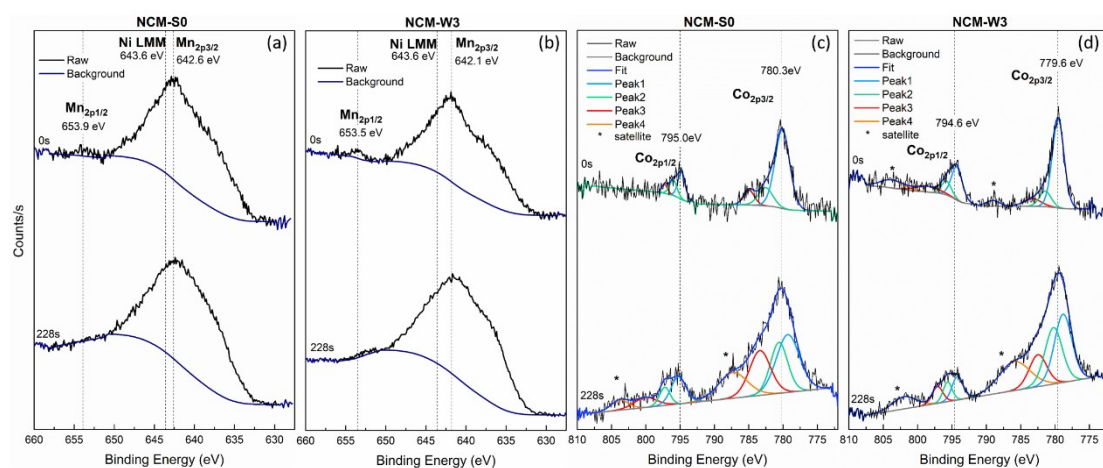 NCM-S0
NCM-W3
NCM-S0
NCM-W3
(a)
Ni LMM
643.6 eV
Mn2p3/2
642.6 eV
Raw
Background
Mn2p1/2
653.9 eV
0s
228s
(b)
Ni LMM
643.6 eV
Mn2p3/2
642.1 eV
Raw
Background
Mn2p1/2
653.5 eV
0s
228s
(c)
Raw
Background
Fit
Peak1
Peak2
Peak3
Peak4
* satellite
780.3eV
Co2p3/2
795.0eV
Co2p1/2
0s
*
*
228s
(d)
Raw
Background
Fit
Peak1
Peak2
Peak3
Peak4
* satellite
779.6 eV
Co2p3/2
794.6 eV
Co2p1/2
0s
*
*
*
*
228s
Counts/s
660 655 650 645 640 635 630
660 655 650 645 640 635 630
810 805 800 795 790 785 780 775
810 805 800 795 790 785 780 775
Binding Energy (eV)
Binding Energy (eV)
Binding Energy (eV)
Binding Energy (eV)